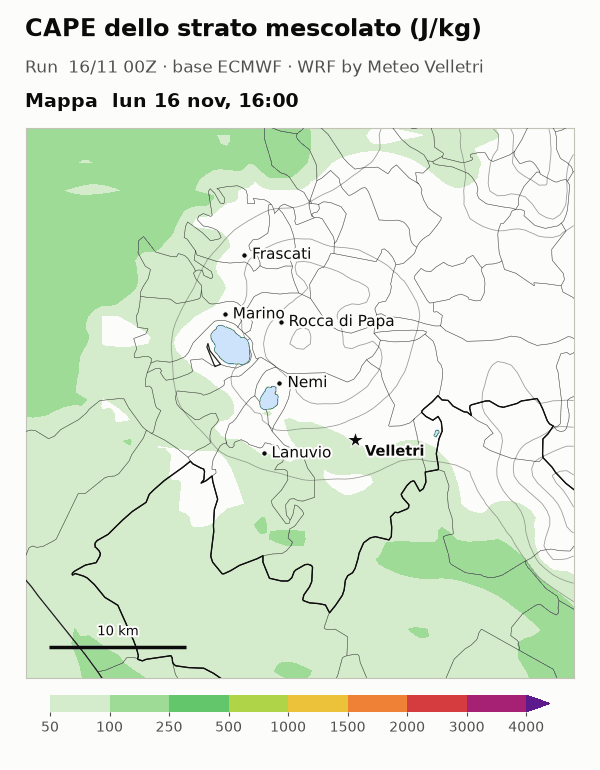 CAPE dello strato mescolato (J/kg)
Run  16/11 00Z · base ECMWF · WRF by Meteo Velletri
Mappa  lun 16 nov, 16:00
Frascati
Marino
Rocca di Papa
Nemi
Velletri
Lanuvio
10 km
50 100 250 500 1000 1500 2000 3000 4000